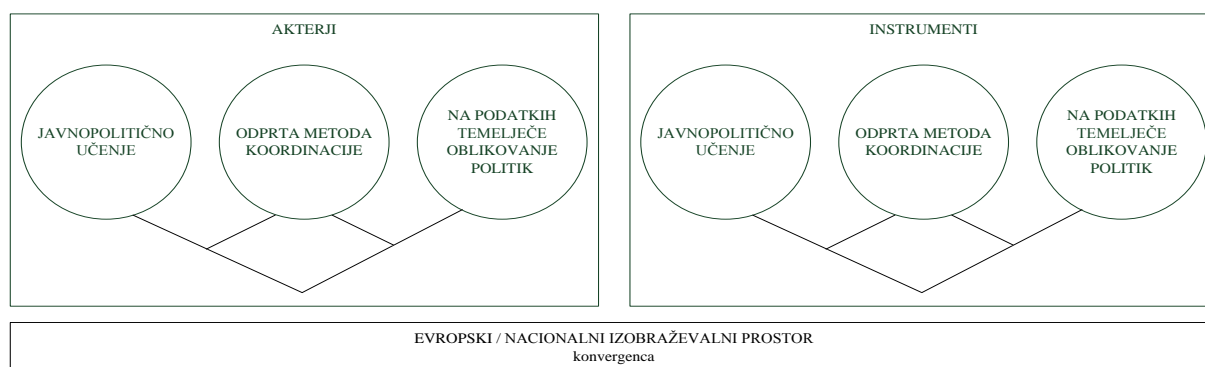 AKTERJI
JAVNOPOLITIČNO
UČENJE
ODPRTA METODA
KOORDINACIJE
NA PODATKIH
TEMELJEČE
OBLIKOVANJE
POLITIK
INSTRUMENTI
JAVNOPOLITIČNO
UČENJE
ODPRTA METODA
KOORDINACIJE
NA PODATKIH
TEMELJEČE
OBLIKOVANJE
POLITIK
EVROPSKI / NACIONALNI IZOBRAŽEVALNI PROSTOR
konvergenca